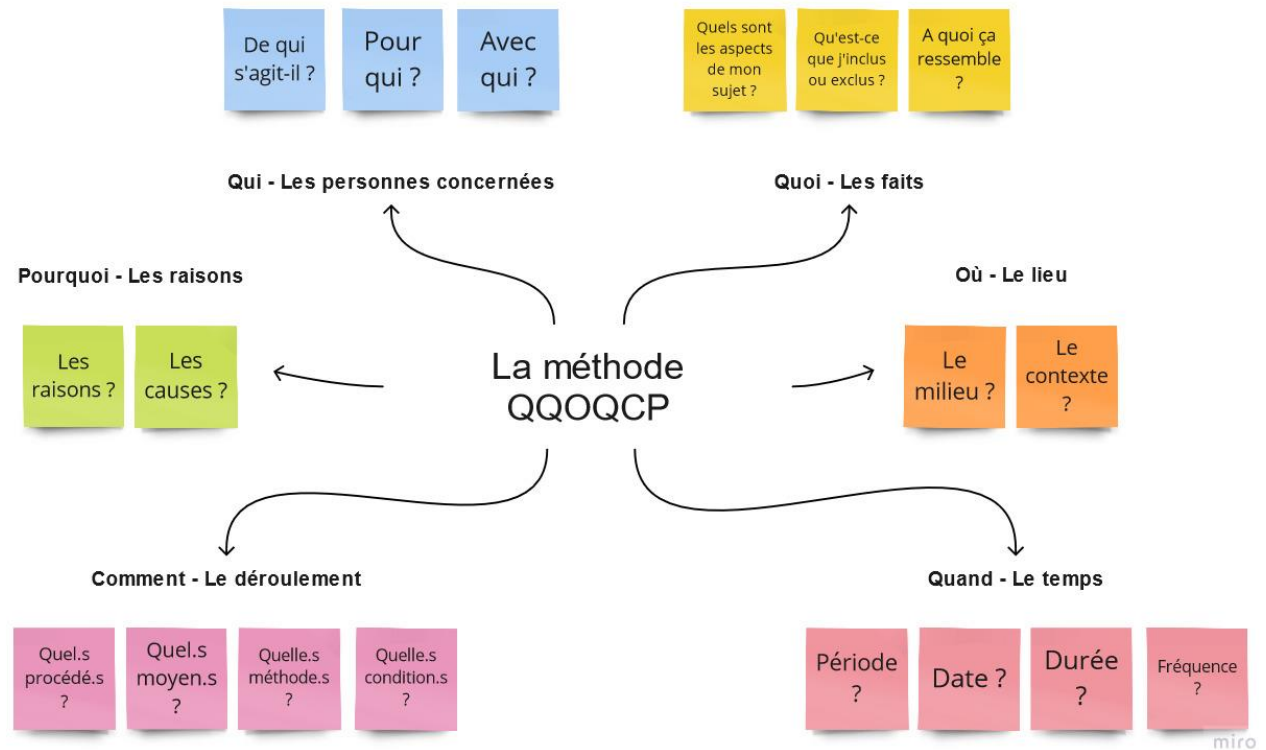 De qui
s'agit-il ?
Pour
qui ?
Avec
qui ?
Quels sont
les aspects
de mon
sujet ?
Qu'est-ce
que j'inclus
ou exclus ?
A quoi ça
ressemble
?
Qui - Les personnes concernées
Quoi - Les faits
Pourquoi - Les raisons
Où - Le lieu
Les
raisons ?
Les
causes ?
La méthode
QQOQCP
Le
milieu ?
Le
contexte
?
Comment - Le déroulement
Quand - Le temps
Quel.s
procédé.s
?
Quel.s
moyen.s
?
Quelle.s
méthode.s
?
Quelle.s
condition.s
?
Période
?
Date ?
Durée
?
Fréquence
?
miro